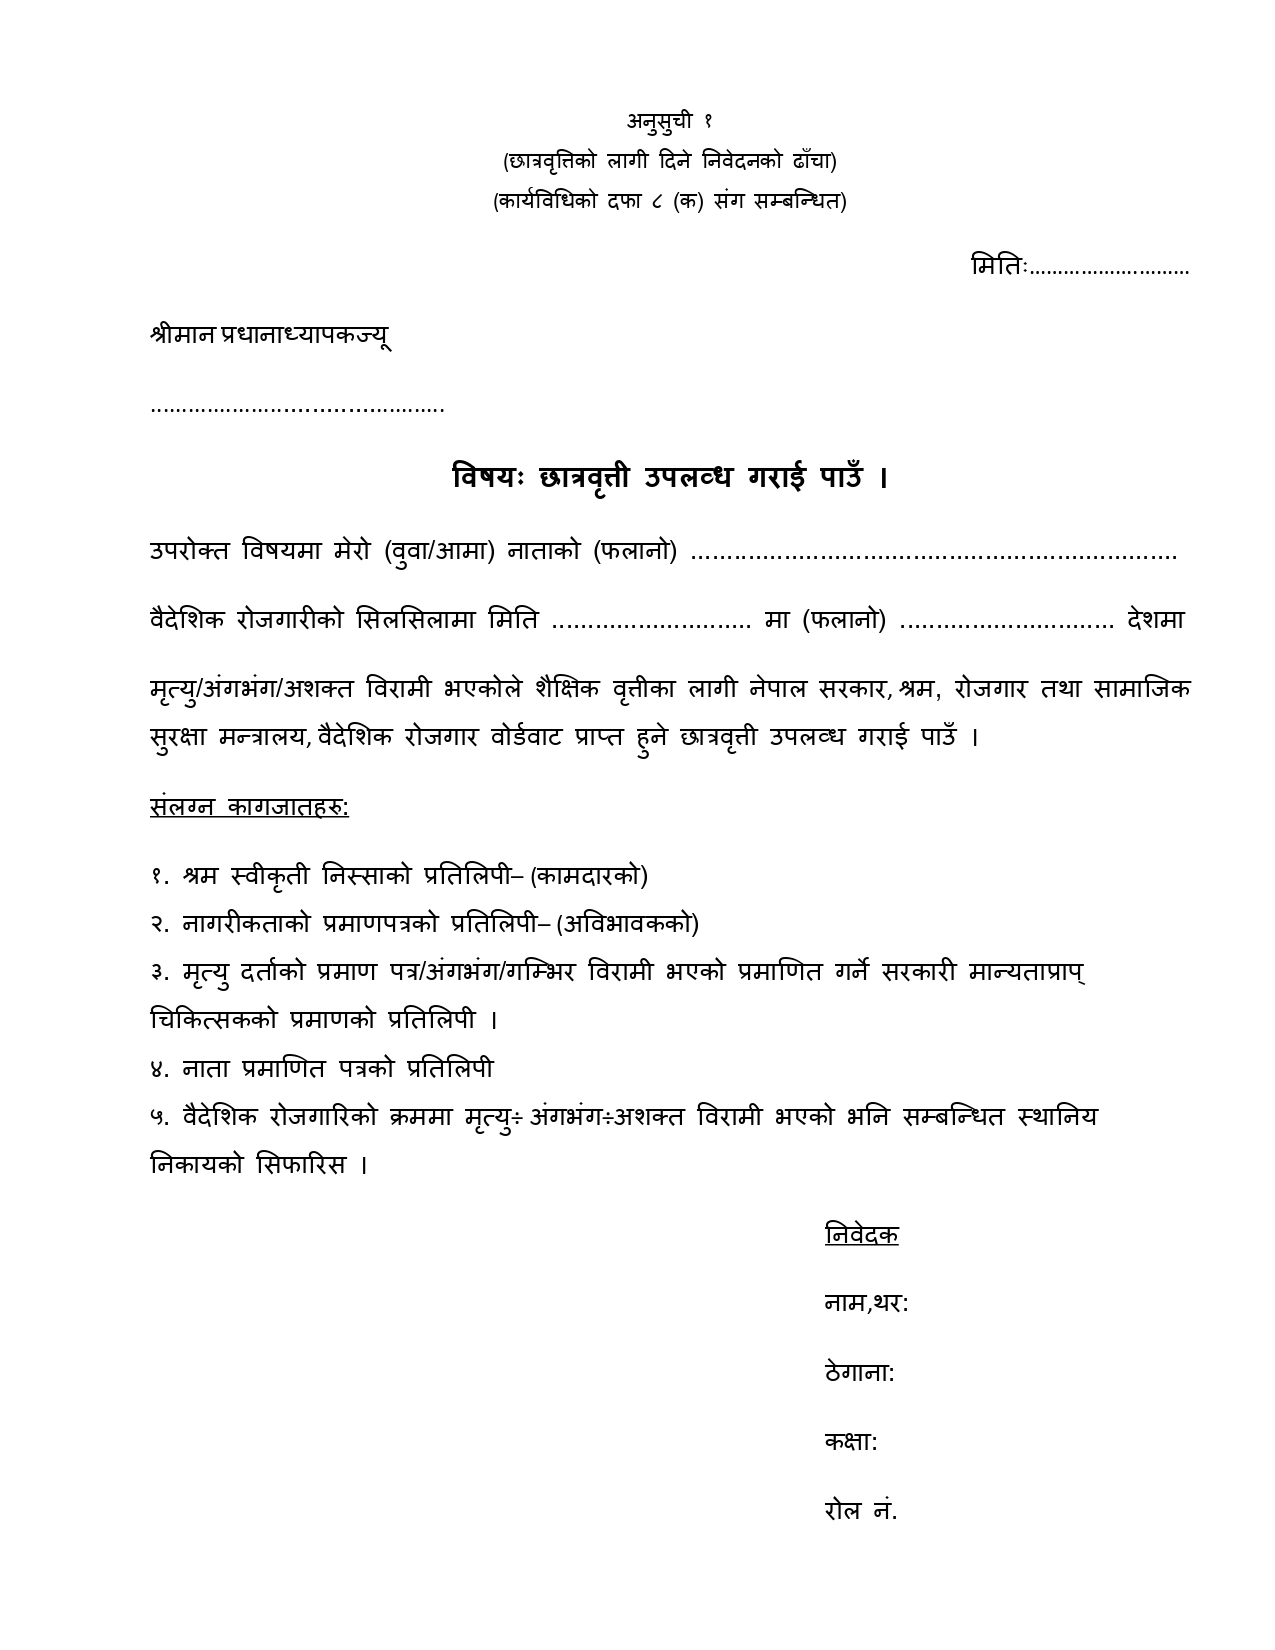 अनुसुची १
(छात्रवृत्तिको लागी दिने निवेदनको ढाँचा)
(कार्यविधिको दफा ८ (क) संग सम्बन्धित)
मितिः............................
श्रीमान प्रधानाध्यापकज्यू
..............................................
विषयः छात्रवृत्ती उपलव्ध गराई पाउँ ।
उपरोक्त विषयमा मेरो (वुवा/आमा) नाताको (फलानो) ....................................................................
वैदेशिक रोजगारीको सिलसिलामा मिति ............................ मा (फलानो) .............................. देशमा
मृत्यु/अंगभंग/अशक्त विरामी भएकोले शैक्षिक वृत्तीका लागी नेपाल सरकार, श्रम, रोजगार तथा सामाजिक
सुरक्षा मन्त्रालय, वैदेशिक रोजगार वोर्डवाट प्राप्त हुने छात्रवृत्ती उपलव्ध गराई पाउँ ।
संलग्न कागजातहरु:
१. श्रम स्वीकृती निस्साको प्रतिलिपी– (कामदारको)
२. नागरीकताको प्रमाणपत्रको प्रतिलिपी– (अविभावकको)
३. मृत्यु दर्ताको प्रमाण पत्र/अंगभंग/गम्भिर विरामी भएको प्रमाणित गर्ने सरकारी मान्यताप्राप्
चिकित्सकको प्रमाणको प्रतिलिपी ।
४. नाता प्रमाणित पत्रको प्रतिलिपी
५. वैदेशिक रोजगारिको क्रममा मृत्यु÷ अंगभंग÷अशक्त विरामी भएको भनि सम्बन्धित स्थानिय
निकायको सिफारिस ।
निवेदक
नाम,थर:
ठेगाना:
कक्षा:
रोल नं.